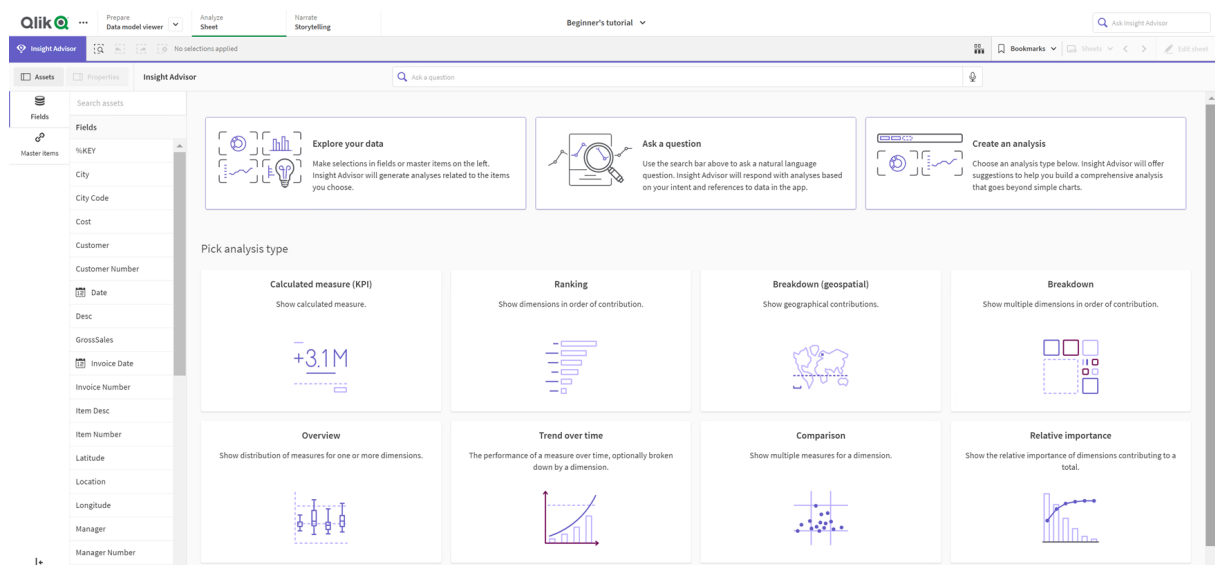 Qlik
Prepare
Data model viewer
Analyze
Sheet
Narrate
Storytelling
Beginner's tutorial
Ask Insight Advisor
Insight Advisor
No selections applied
Bookmarks
Sheets
Edit sheet
Assets
Properties
Insight Advisor
Ask a question
Fields
Master items
Search assets
Fields
%KEY
City
City Code
Cost
Customer
Customer Number
Date
Desc
GrossSales
Invoice Date
Invoice Number
Item Desc
Item Number
Latitude
Location
Longitude
Manager
Manager Number
Explore your data
Make selections in fields or master items on the left.
Insight Advisor will generate analyses related to the items
you choose.
Ask a question
Use the search bar above to ask a natural language
question. Insight Advisor will respond with analyses based
on your intent and references to data in the app.
Create an analysis
Choose an analysis type below. Insight Advisor will offer
suggestions to help you build a comprehensive analysis
that goes beyond simple charts.
Pick analysis type
Calculated measure (KPI)
Show calculated measure.
+3.1M
Ranking
Show dimensions in order of contribution.
Breakdown (geospatial)
Show geographical contributions.
Breakdown
Show multiple dimensions in order of contribution.
Overview
Show distribution of measures for one or more dimensions.
Trend over time
The performance of a measure over time, optionally broken
down by a dimension.
Comparison
Show multiple measures for a dimension.
Relative importance
Show the relative importance of dimensions contributing to a
total.